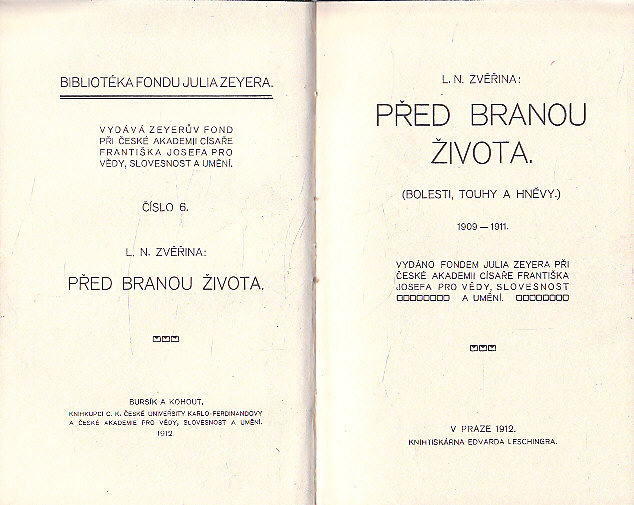 BIBLIOTÉKA FONDU JULIA ZEYERA.
VYDÁVÁ ZEYERŮV FOND
PŘI ČESKÉ AKADEMII CÍSAŘE
FRANTIŠKA JOSEFA PRO
VĚDY, SLOVESNOST A UMĚNÍ.
ČÍSLO 6.
L. N. ZVĚŘINA:
PŘED BRANOU ŽIVOTA.
BURSÍK A KOHOUT,
KNIHKUPCI C. K. ČESKÉ UNIVERSITY KARLO-FERDINANDOVY
A ČESKÉ AKADEMIE PRO VĚDY, SLOVESNOST A UMĚNÍ.
1912.
L. N. ZVĚŘINA:
PŘED BRANOU
ŽIVOTA.
(BOLESTI, TOUHY A HNĚVY.)
1909 — 1911.
VYDÁNO FONDEM JULIA ZEYERA PŘI
ČESKÉ AKADEMII CÍSAŘE FRANTIŠKA
JOSEFA PRO VĚDY, SLOVESNOST
A UMĚNÍ.
V PRAZE 1912.
KNIHTISKÁRNA EDVARDA LESCHINGRA.